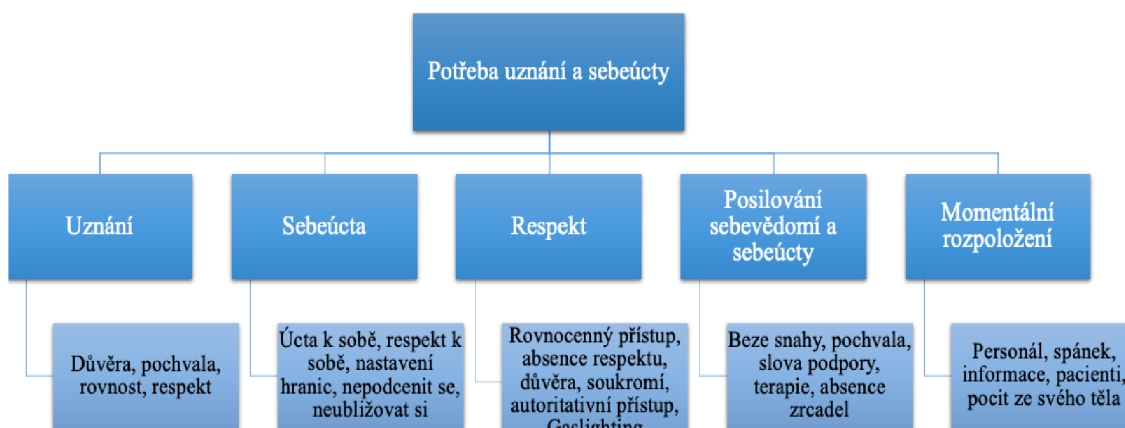 Potřeba uznání a sebeúcty
Uznání
Sebeúcta
Respekt
Posilování
sebevědomí a
sebeúcty
Momentální
rozpoložení
Důvěra, pochvala,
rovnost, respekt
Úcta k sobě, respekt k
sobě, nastavení
hranic, nepodcenit se,
neubližovat si
Rovnocenný přístup,
absence respektu,
důvěra, soukromí,
autoritativní přístup,
Gaslighting
Beze snahy, pochvala,
slova podpory,
terapie, absence
zrcadel
Personál, spánek,
informace, pacienti,
pocit ze svého těla